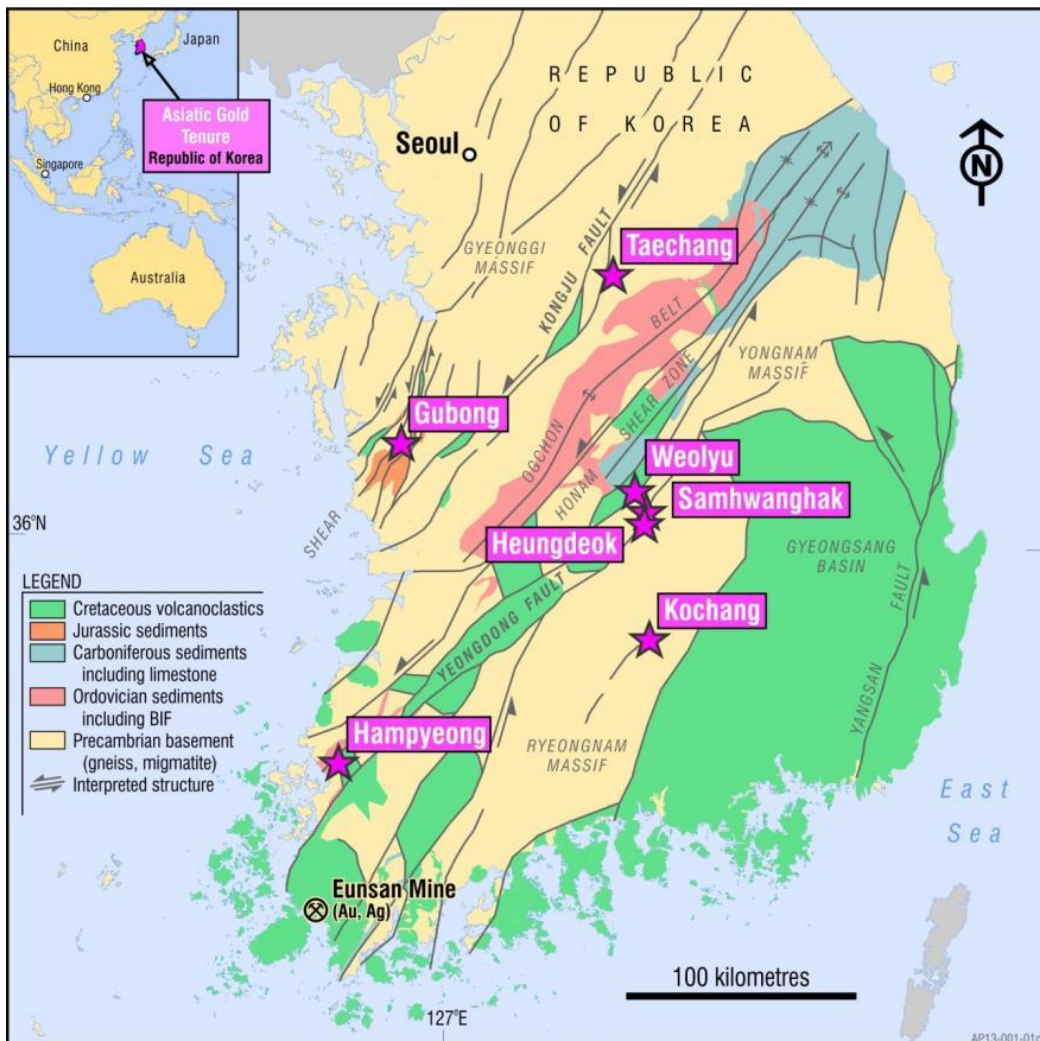 China
Japan
Hong Kong
Singapore
Australia
Asiatic Gold
Tenure
Republic of Korea
REPUBLIC
OF KOREA
Seoul
N
GYEONGGI
MASSIF
KONGJU FAULT
Taechang
OGCHON BELT
YONGNAM
MASSIF
HONAM SHEAR ZONE
Gubong
Yellow Sea
Weolyu
Samhwanghak
36°N
SHEAR
Heungdeok
GYEONGSANG
BASIN
LEGEND
Cretaceous volcanoclastics
Jurassic sediments
Carboniferous sediments
including limestone
Ordovician sediments
including BIF
Precambrian basement
(gneiss, migmatite)
Interpreted structure
YEONGDONG FAULT
Kochang
YANGSAN FAULT
Hampyeong
RYEONGNAM
MASSIF
East
Sea
Eunsan Mine
(Au, Ag)
100 kilometres
127°E